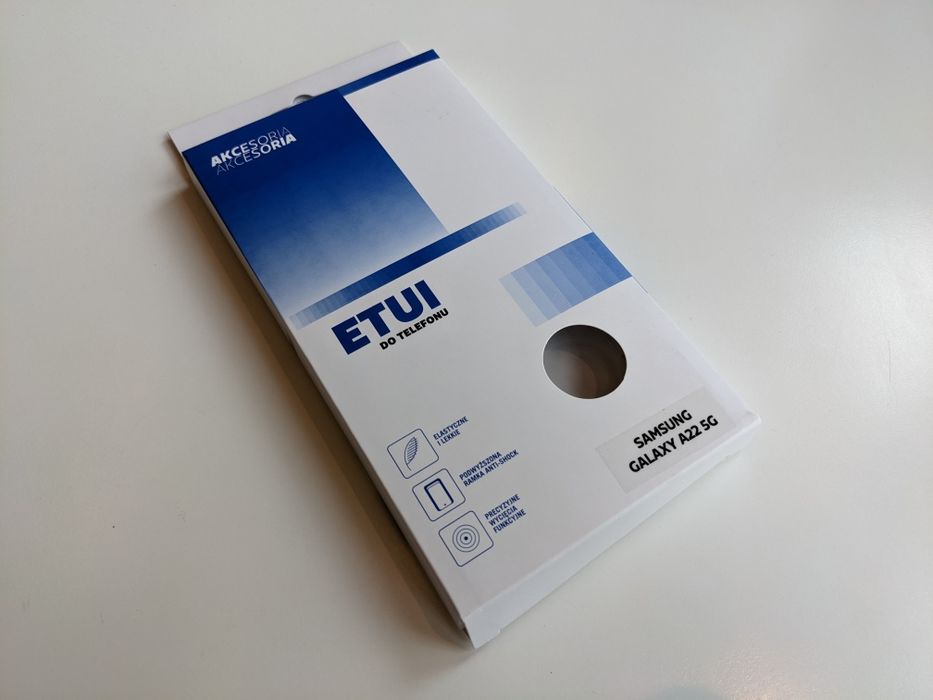 AKCESORIA
AKCESORIA
ETUI
DO TELEFONU
ELASTYCZNE
I LEKKIE
PODWYŻSZONA
RAMKA ANTI-SHOCK
PRECYZYJNE
WYCIĘCIA
FUNKCYJNE
SAMSUNG
GALAXY A22 5G